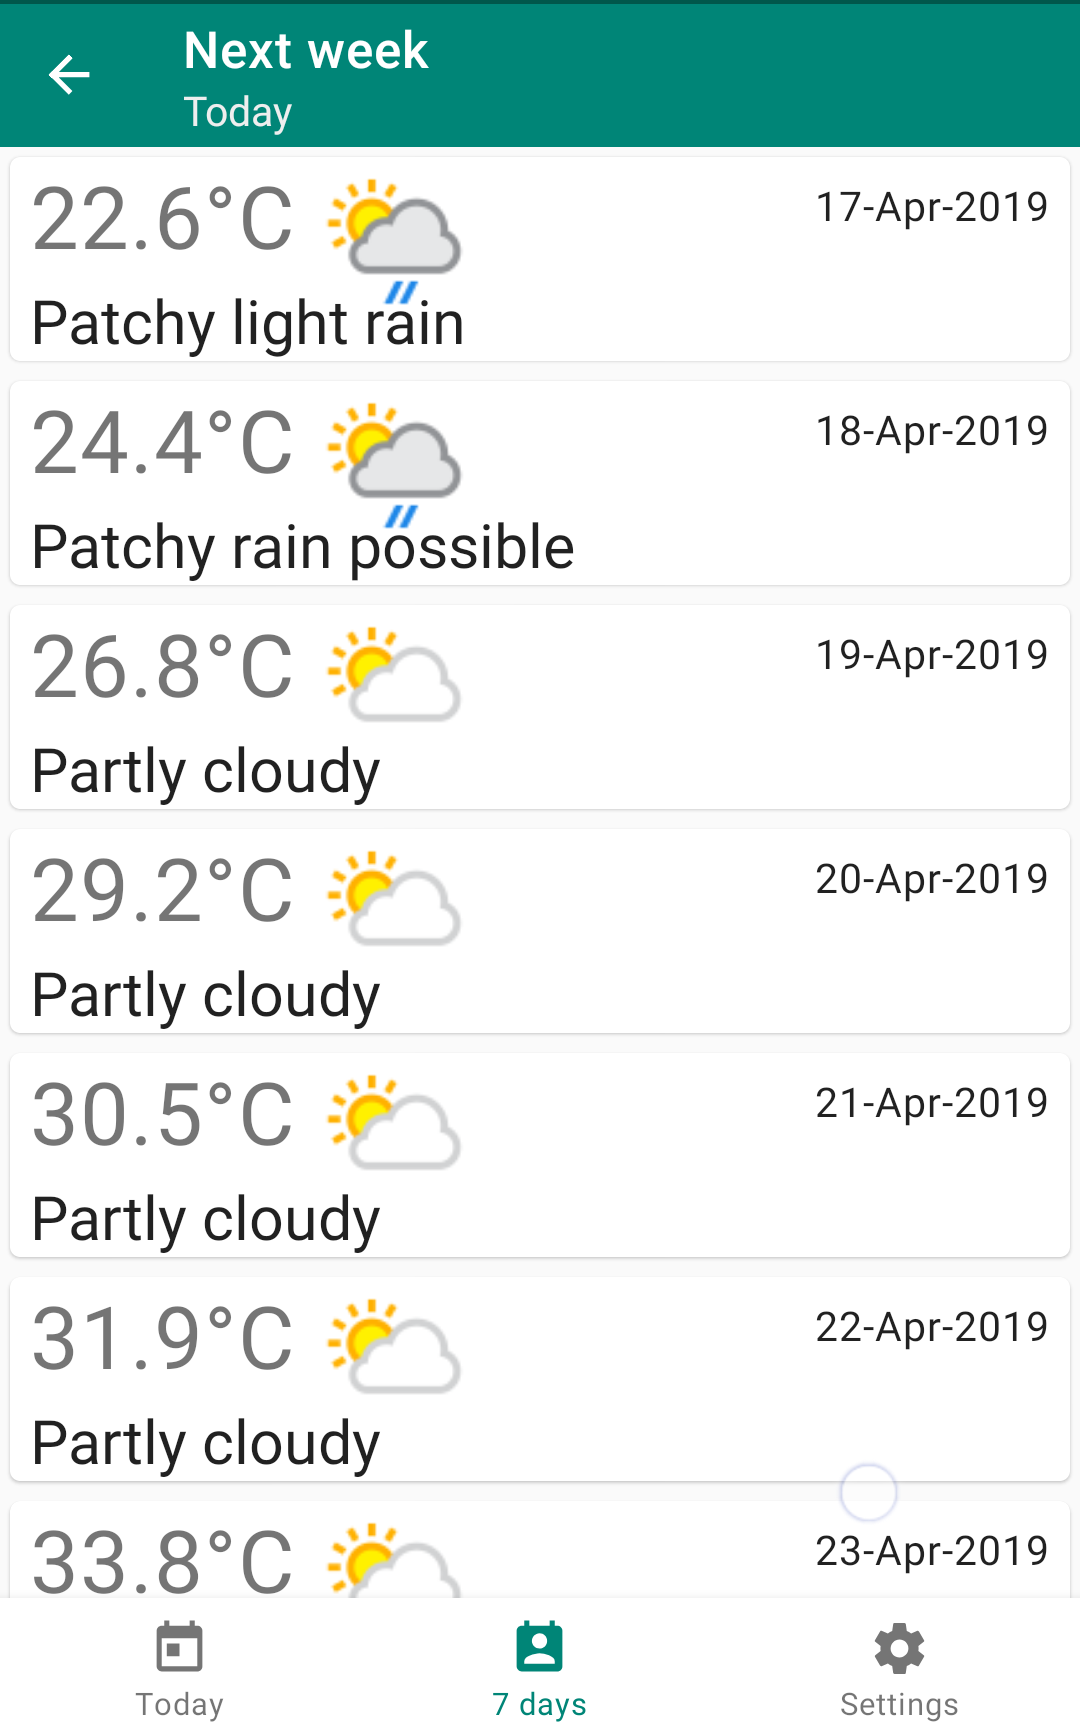 Next week
Today
22.6°C
17-Apr-2019
Patchy light rain
24.4°C
18-Apr-2019
Patchy rain possible
26.8°C
19-Apr-2019
Partly cloudy
29.2°C
20-Apr-2019
Partly cloudy
30.5°C
21-Apr-2019
Partly cloudy
31.9°C
22-Apr-2019
Partly cloudy
33.8°C
23-Apr-2019
Today
7 days
Settings